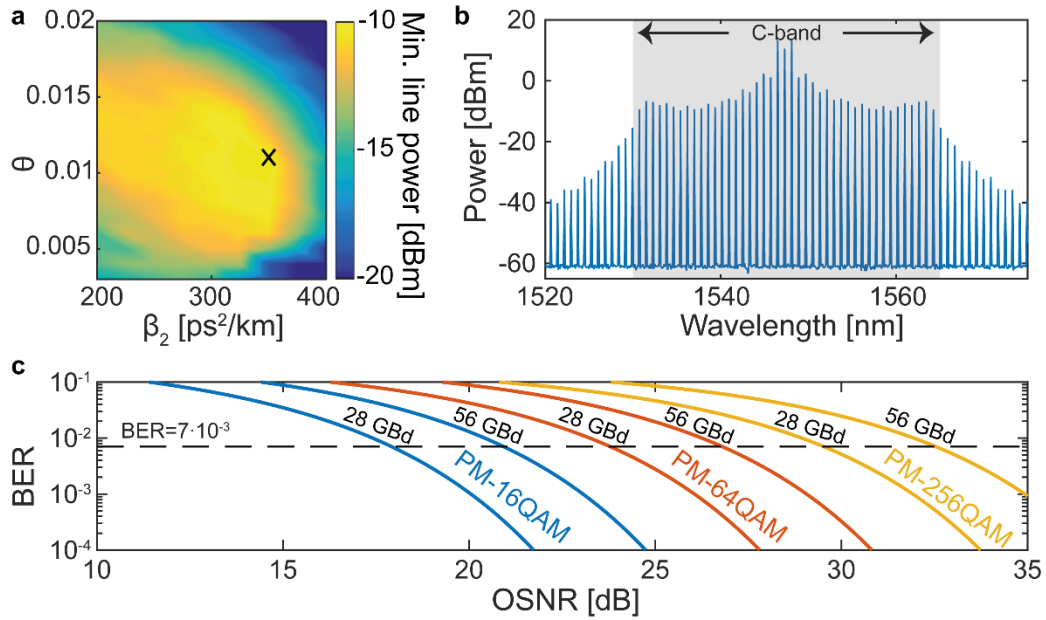 a
0.02
0.015
0.01
0.005
θ
200
300
400
β₂ [ps²/km]
-10
-15
-20
Min. line power [dBm]
b
20
0
-20
-40
-60
Power [dBm]
C-band
1520
1540
1560
Wavelength [nm]
c
10⁻¹
10⁻²
10⁻³
10⁻⁴
BER
BER=7·10⁻³
28 GBd
56 GBd
28 GBd
56 GBd
28 GBd
56 GBd
PM-16QAM
PM-64QAM
PM-256QAM
10
15
20
25
30
35
OSNR [dB]